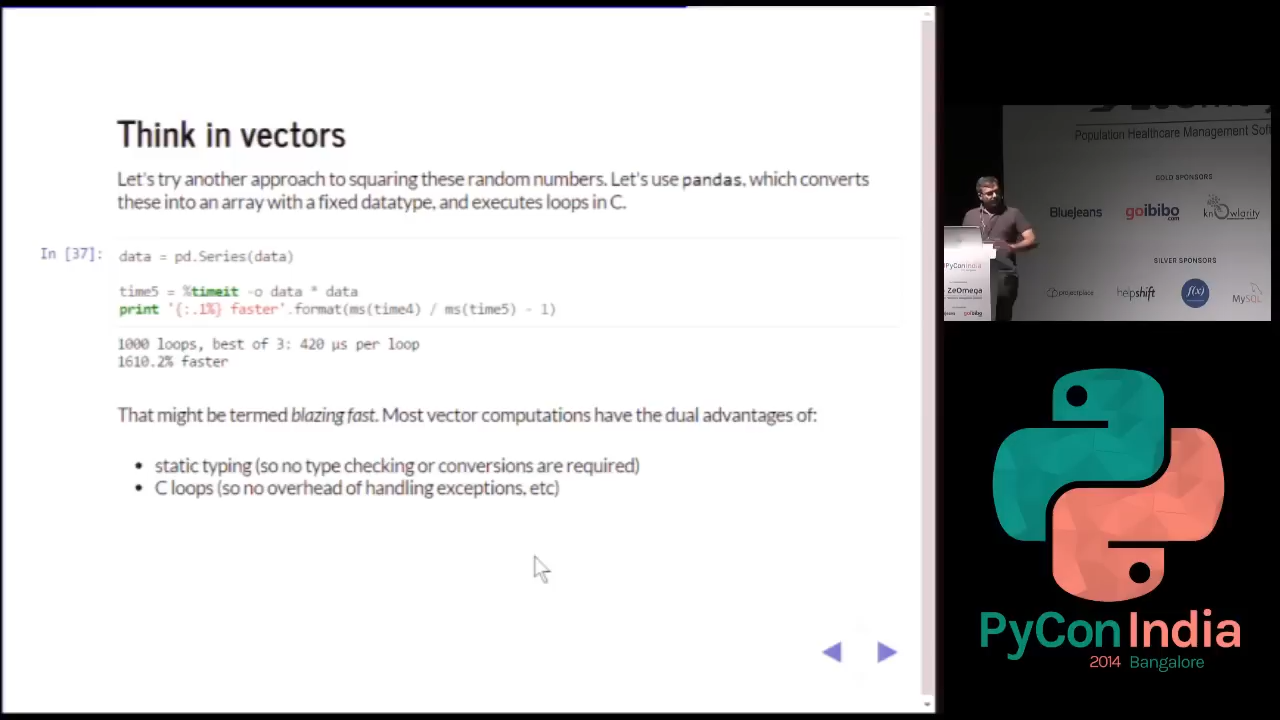 Think in vectors
Let's try another approach to squaring these random numbers. Let's use pandas, which converts
these into an array with a fixed datatype, and executes loops in C.
In [37]:
data = pd.Series(data)
time5 = %timeit -o data * data
print '{:.1%} faster'.format(ms(time4) / ms(time5) - 1)
1000 loops, best of 3: 420 µs per loop
1610.2% faster
That might be termed blazing fast. Most vector computations have the dual advantages of:
• static typing (so no type checking or conversions are required)
• C loops (so no overhead of handling exceptions, etc)
Population Healthcare Management Soft
GOLD SPONSORS
BlueJeans
goibibo.com
knowlarity
SILVER SPONSORS
projectplace
helpshift
f(x)
MySQL
PyConIndia
ZeOmega
goibibo
PyCon India
2014 Bangalore